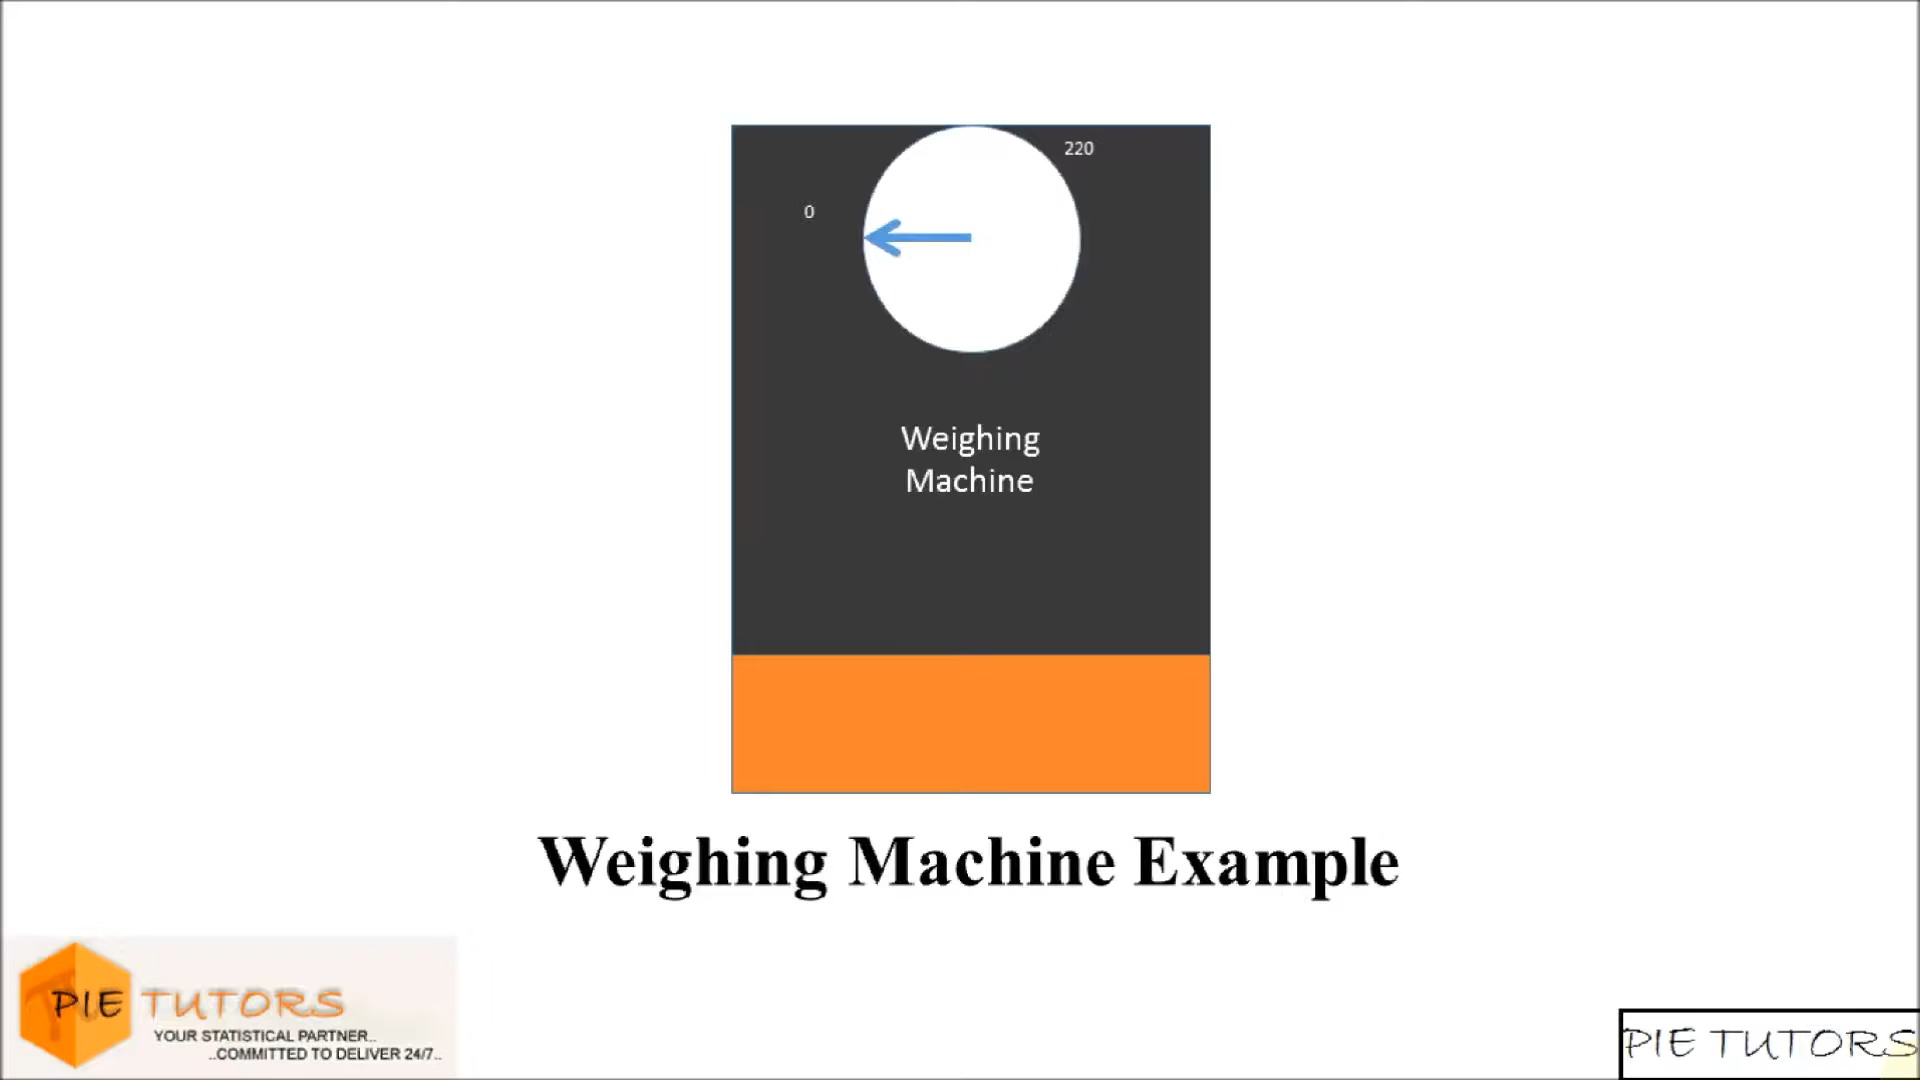 220
0
Weighing
Machine
Weighing Machine Example
PIE TUTORS
YOUR STATISTICAL PARTNER..
..COMMITTED TO DELIVER 24/7..
PIE TUTORS